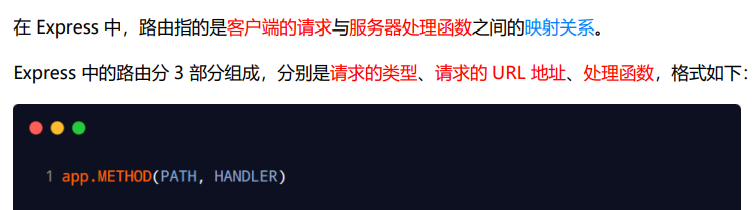 在 Express 中，路由指的是客户端的请求与服务器处理函数之间的映射关系。
Express 中的路由分 3 部分组成，分别是请求的类型、请求的 URL 地址、处理函数，格式如下：
1 app.METHOD(PATH, HANDLER)